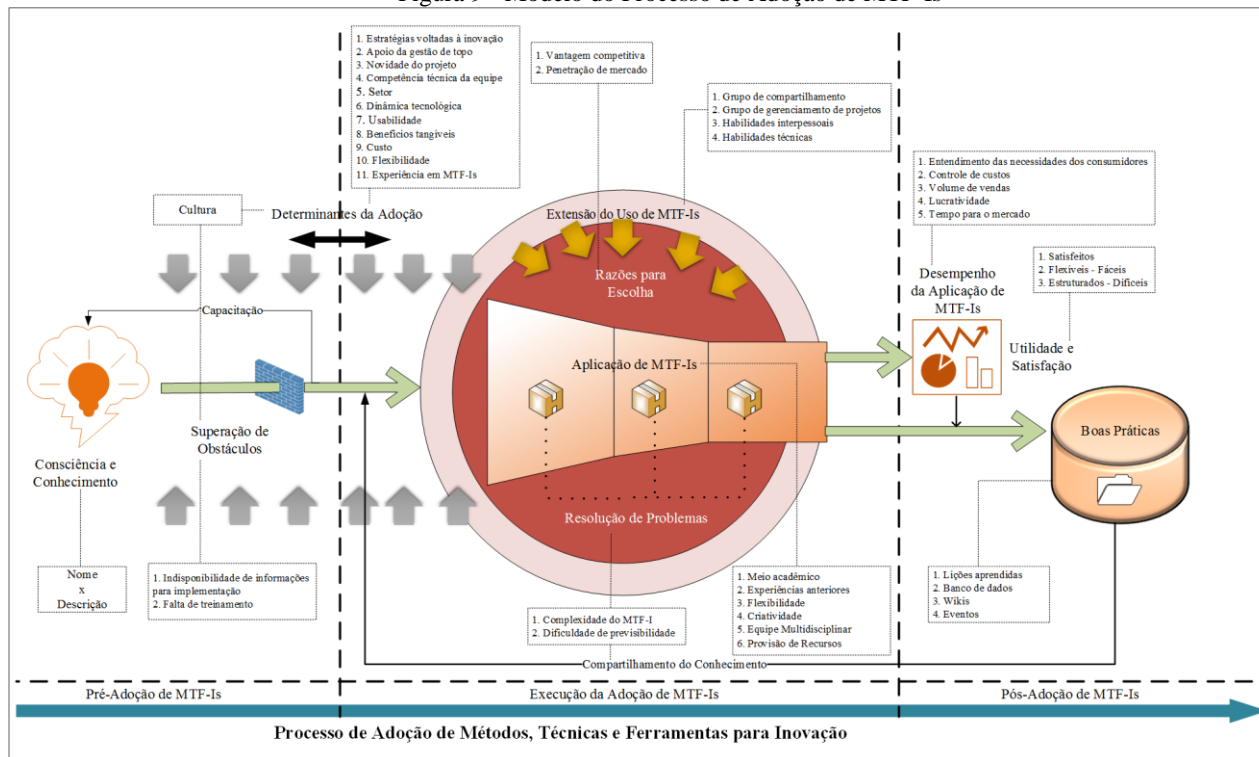 Figura 9 - Modelo do Processo de Adoção de MTF-Is
1. Estratégias voltadas à inovação
2. Apoio da gestão de topo
3. Novidade do projeto
4. Competência técnica da equipe
5. Setor
6. Dinâmica tecnológica
7. Usabilidade
8. Benefícios tangíveis
9. Custo
10. Flexibilidade
11. Experiência em MTF-Is
1. Vantagem competitiva
2. Penetração de mercado
1. Grupo de compartilhamento
2. Grupo de gerenciamento de projetos
3. Habilidades interpessoais
4. Habilidades técnicas
1. Entendimento das necessidades dos consumidores
2. Controle de custos
3. Volume de vendas
4. Lucratividade
5. Tempo para o mercado
Cultura
Determinantes da Adoção
Extensão do Uso de MTF-Is
Razões para
Escolha
1. Satisfeitos
2. Flexíveis - Fáceis
3. Estruturados - Difíceis
Desempenho
da Aplicação de
MTF-Is
Capacitação
Utilidade e
Satisfação
Aplicação de MTF-Is
Superação de
Obstáculos
Boas Práticas
Consciência e
Conhecimento
Resolução de Problemas
Nome
x
Descrição
1. Indisponibilidade de informações
para implementação
2. Falta de treinamento
1. Complexidade do MTF-I
2. Dificuldade de previsibilidade
1. Meio acadêmico
2. Experiências anteriores
3. Flexibilidade
4. Criatividade
5. Equipe Multidisciplinar
6. Provisão de Recursos
1. Lições aprendidas
2. Banco de dados
3. Wikis
4. Eventos
Compartilhamento do Conhecimento
Pré-Adoção de MTF-Is
Execução da Adoção de MTF-Is
Pós-Adoção de MTF-Is
Processo de Adoção de Métodos, Técnicas e Ferramentas para Inovação